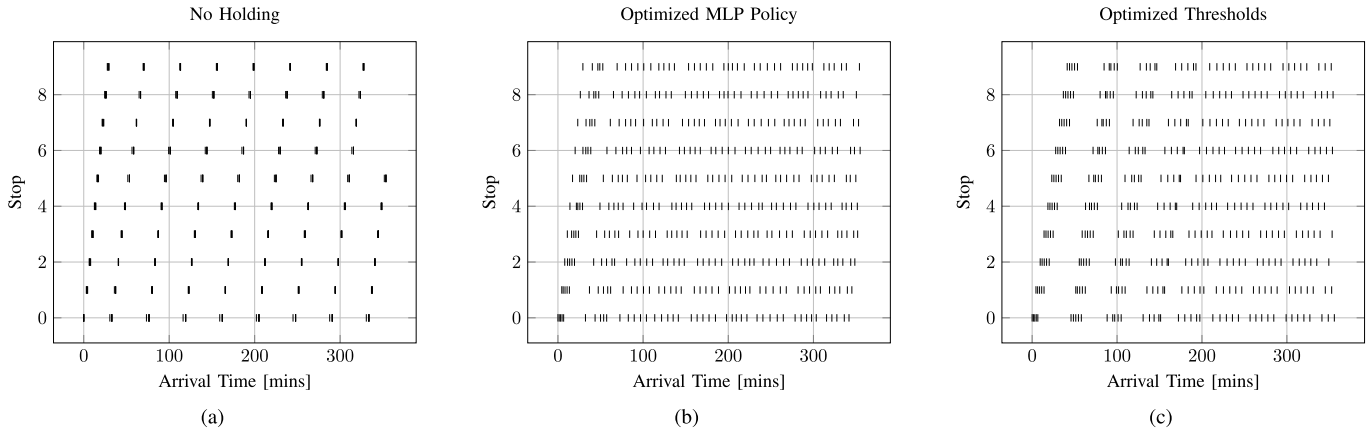 No Holding
8
6
4
2
0
Stop
0 100 200 300
Arrival Time [mins]
(a)
Optimized MLP Policy
8
6
4
2
0
Stop
0 100 200 300
Arrival Time [mins]
(b)
Optimized Thresholds
8
6
4
2
0
Stop
0 100 200 300
Arrival Time [mins]
(c)